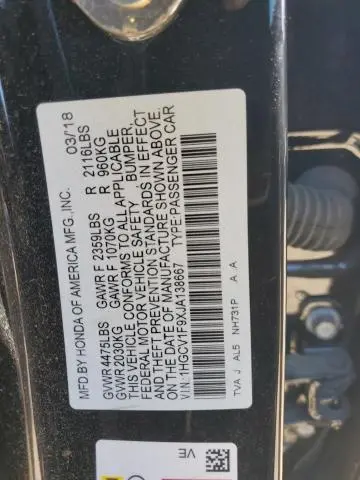 MFD. BY HONDA OF AMERICA MFG., INC. 03/18
GVWR 4475LBS GAWR F 2359LBS R 2116LBS
GVWR 2030KG GAWR F 1070KG R 960KG
THIS VEHICLE CONFORMS TO ALL APPLICABLE
FEDERAL MOTOR VEHICLE SAFETY, BUMPER,
AND THEFT PREVENTION STANDARDS IN EFFECT
ON THE DATE OF MANUFACTURE SHOWN ABOVE.
V.I.N:1HGCV1F9XJA138667 TYPE:PASSENGER CAR
TVA J AL5 NH731P A A
VE